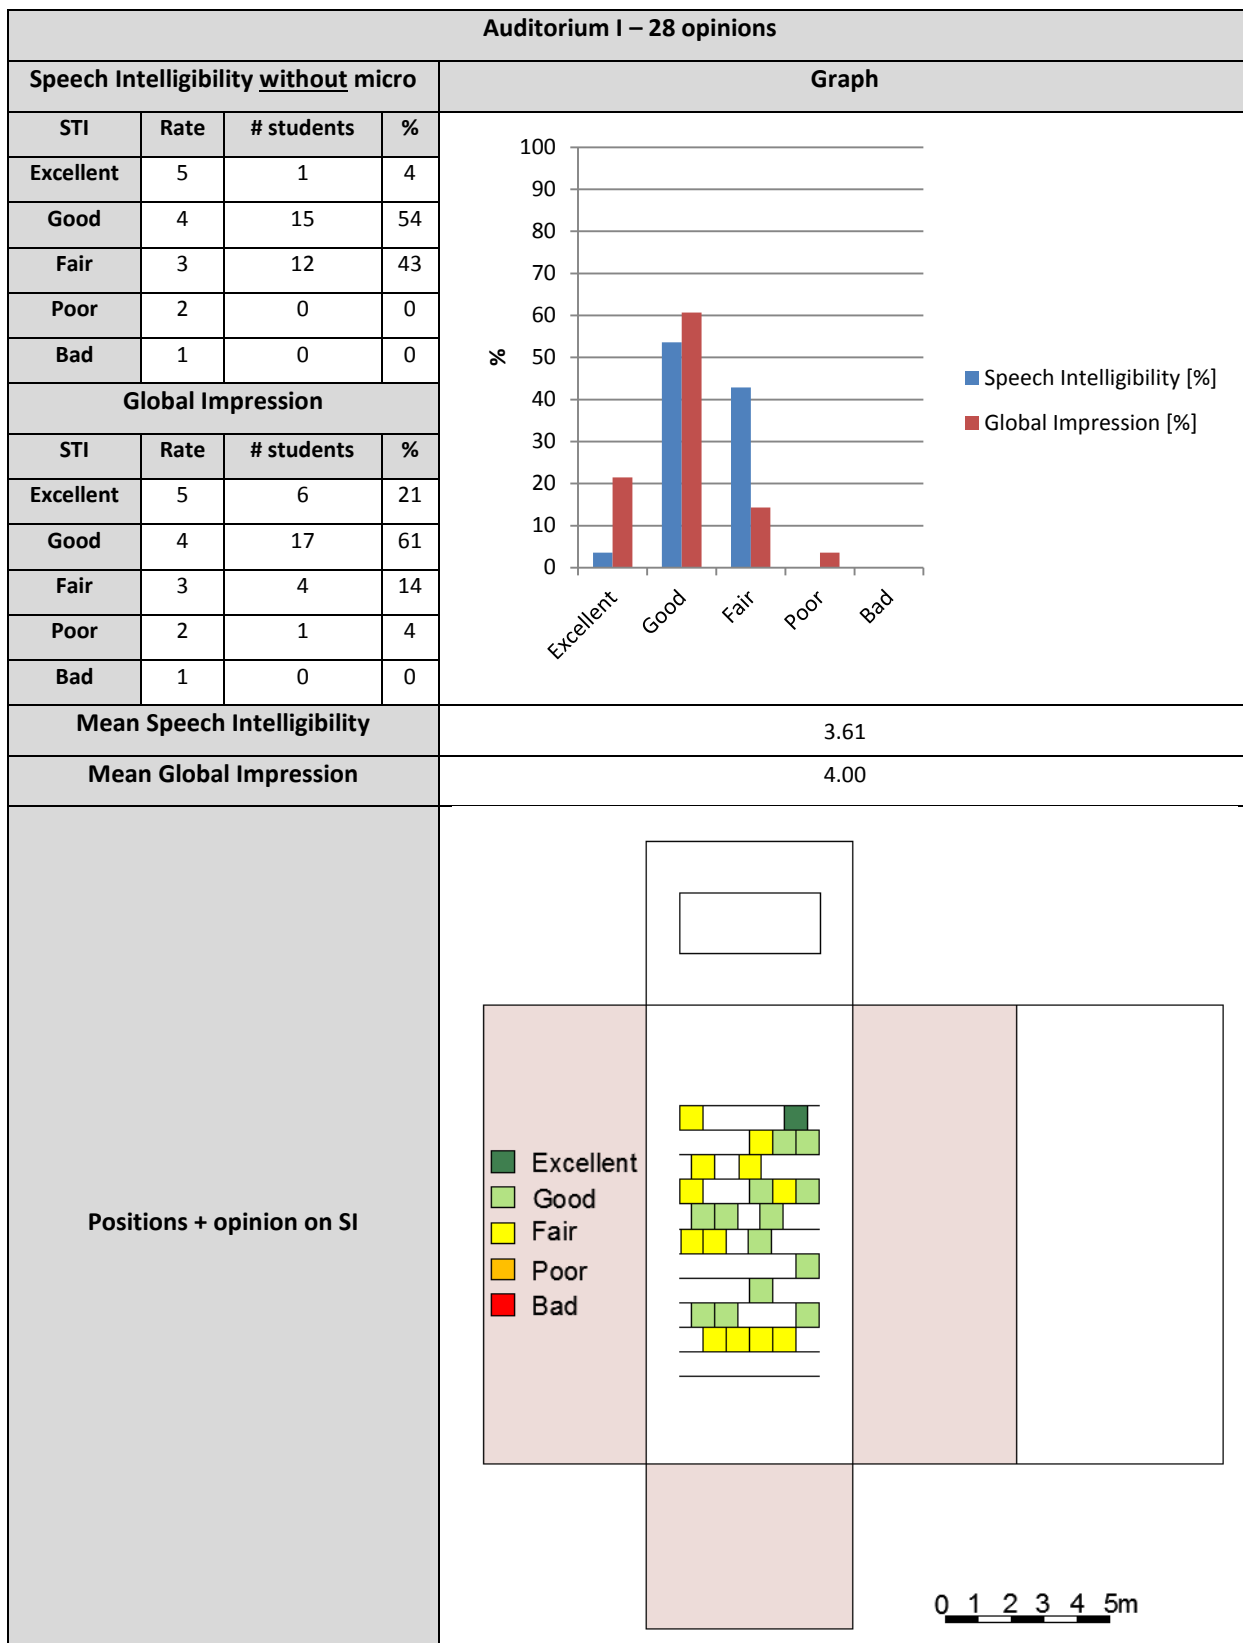 Auditorium I – 28 opinions
Speech Intelligibility without micro
Graph
STI Rate # students %
Excellent 5 1 4
Good 4 15 54
Fair 3 12 43
Poor 2 0 0
Bad 1 0 0
Global Impression
STI Rate # students %
Excellent 5 6 21
Good 4 17 61
Fair 3 4 14
Poor 2 1 4
Bad 1 0 0
100
90
80
70
60
50
40
30
20
10
0
%
Excellent Good Fair Poor Bad
Speech Intelligibility [%]
Global Impression [%]
Mean Speech Intelligibility 3.61
Mean Global Impression 4.00
Positions + opinion on SI
Excellent
Good
Fair
Poor
Bad
0 1 2 3 4 5m